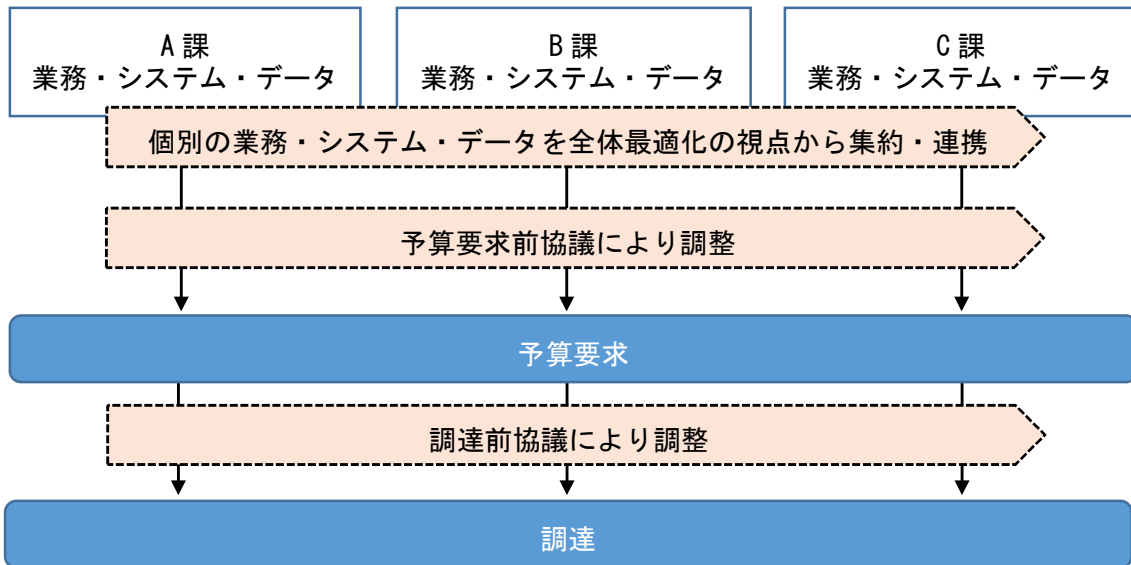 A課
業務・システム・データ
B課
業務・システム・データ
C課
業務・システム・データ
個別の業務・システム・データを全体最適化の視点から集約・連携
予算要求前協議により調整
予算要求
調達前協議により調整
調達